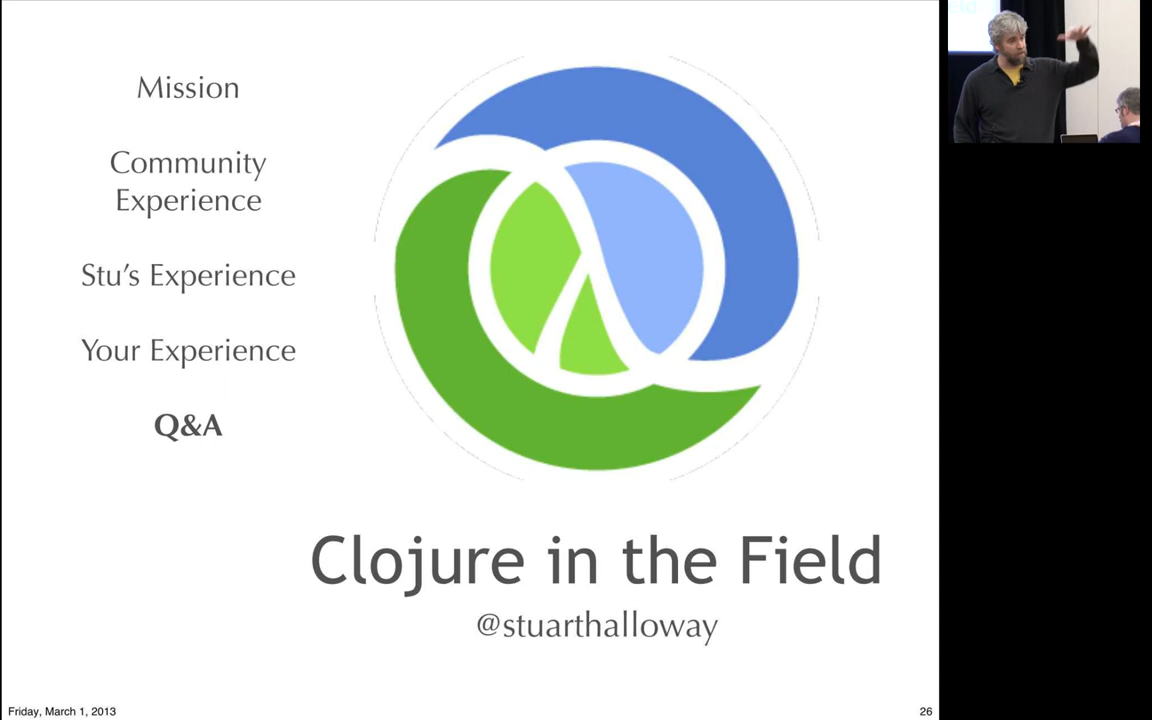 Mission
Community
Experience
Stu's Experience
Your Experience
Q&A
Clojure in the Field
@stuarthalloway
Friday, March 1, 2013
26